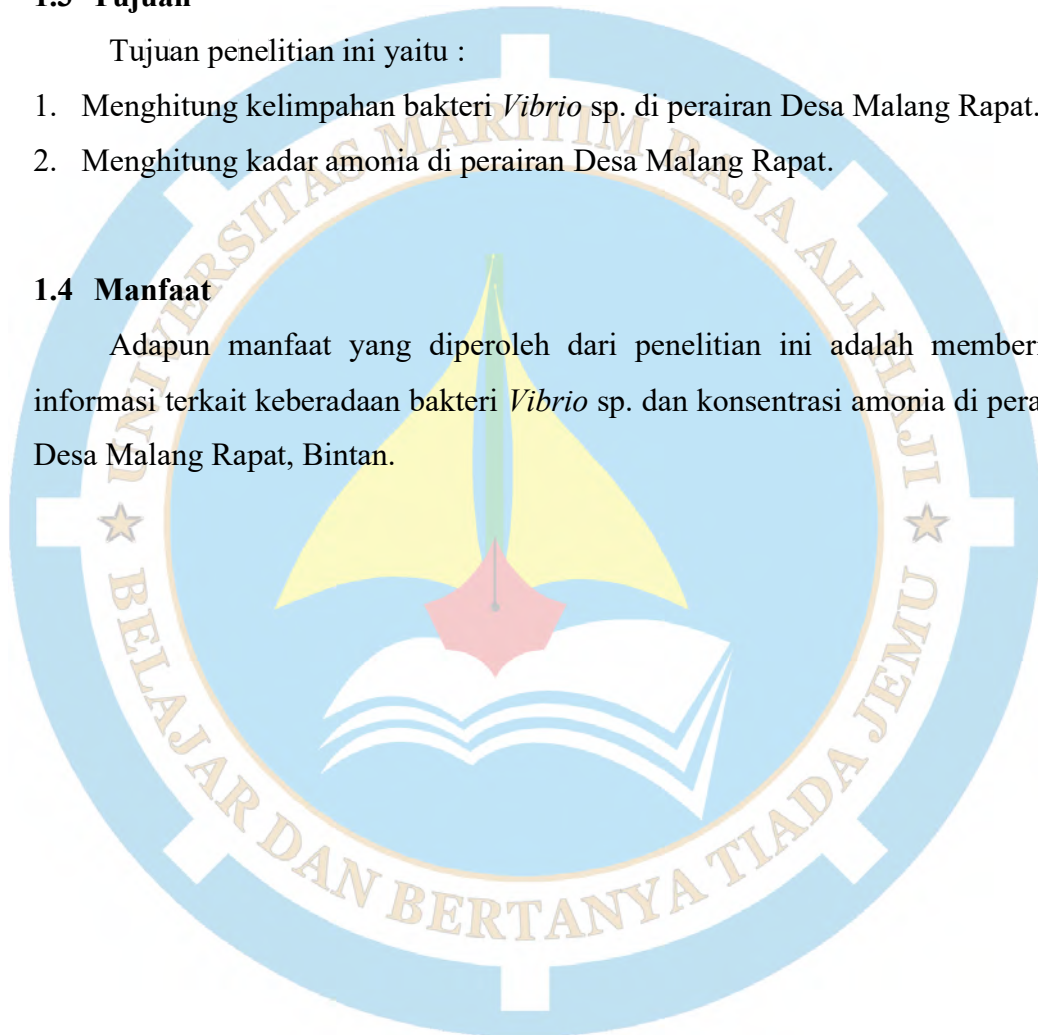 1.3 Tujuan
Tujuan penelitian ini yaitu :
1. Menghitung kelimpahan bakteri Vibrio sp. di perairan Desa Malang Rapat.
2. Menghitung kadar amonia di perairan Desa Malang Rapat.
1.4 Manfaat
Adapun manfaat yang diperoleh dari penelitian ini adalah memberi
informasi terkait keberadaan bakteri Vibrio sp. dan konsentrasi amonia di pera
Desa Malang Rapat, Bintan.
UNIVERSITAS MARITIM RAJA ALI HAJI
BELAJAR DAN BERTANYA TIADA JEMU